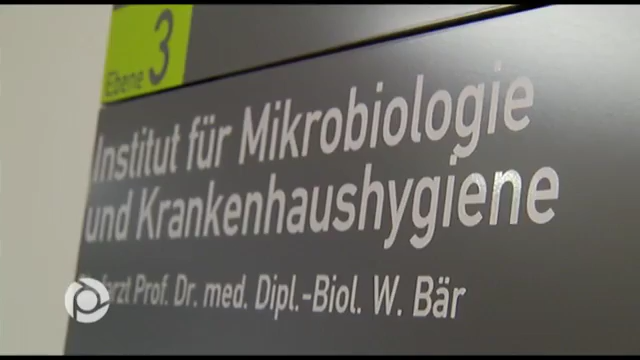 Ebene 3
Institut für Mikrobiologie
und Krankenhaushygiene
Prof. Dr. med. Dipl.-Biol. W. Bär